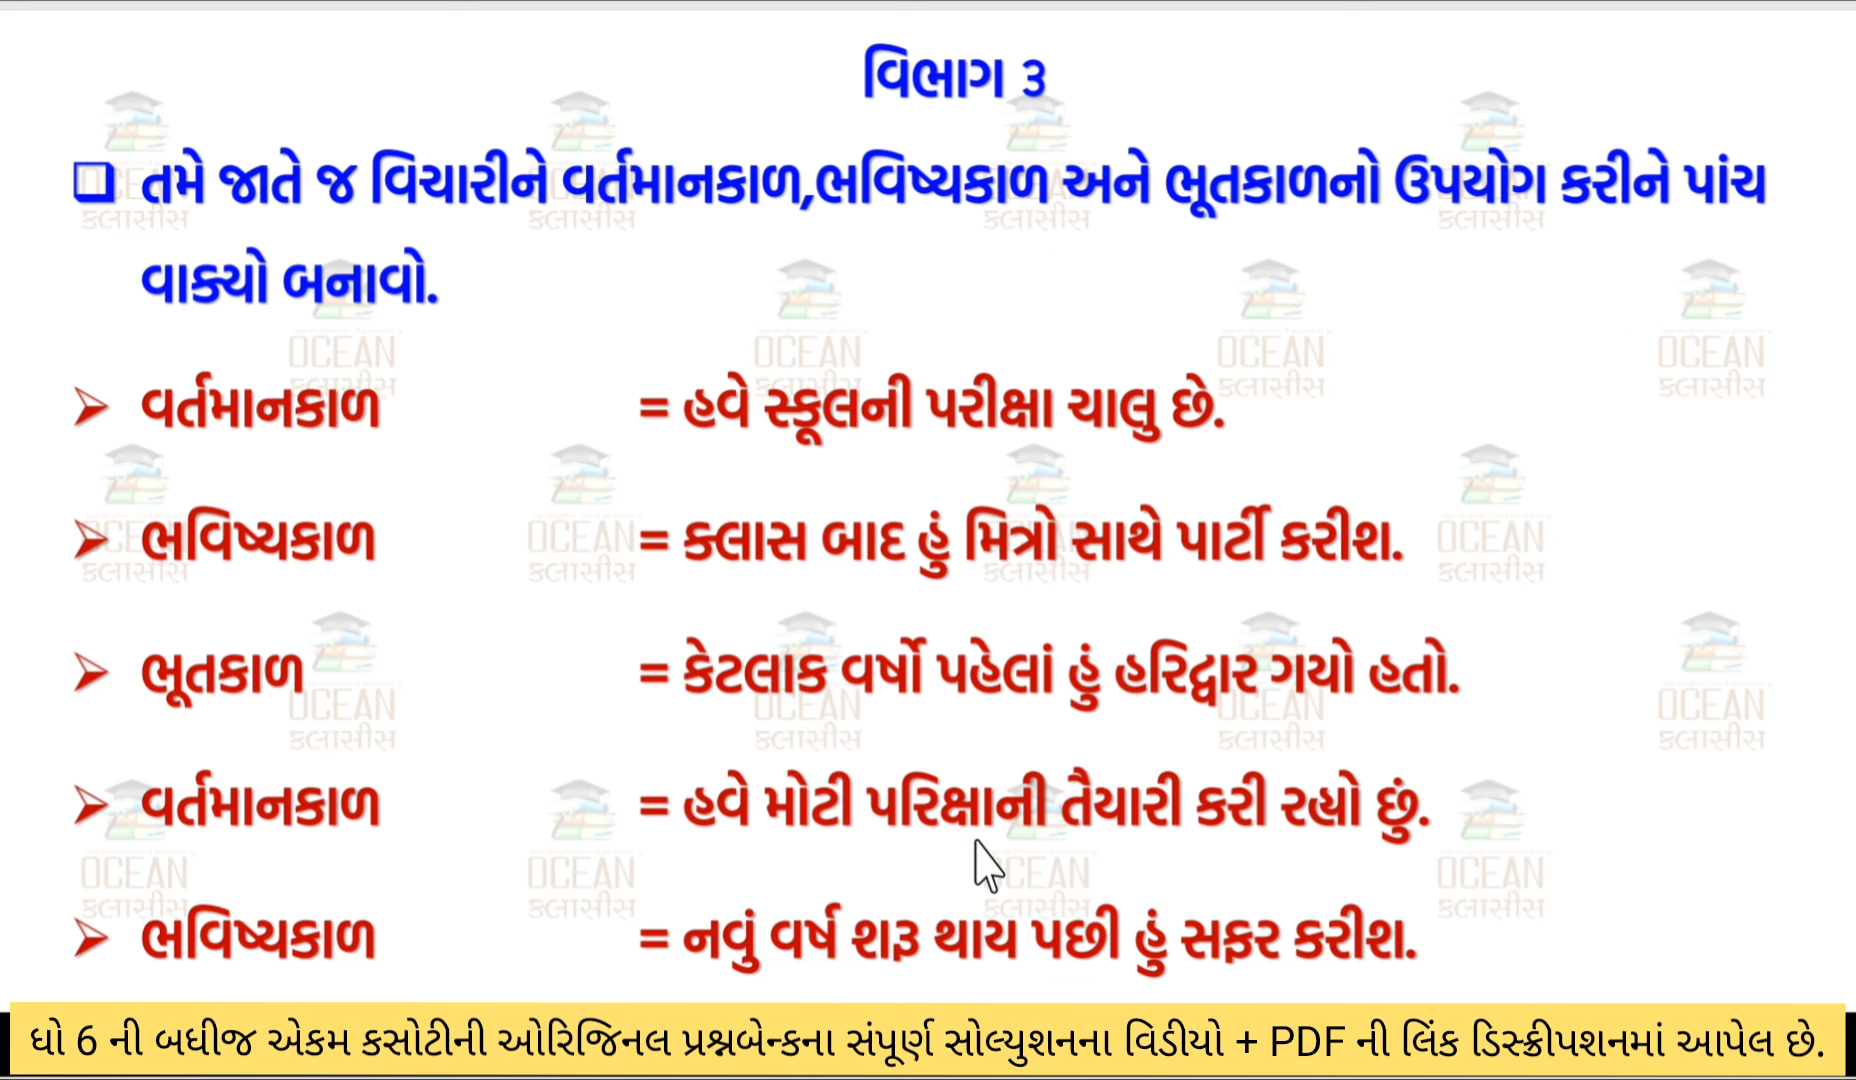 વિભાગ ૩
તમે જાતે જ વિચારીને વર્તમાનકાળ,ભવિષ્યકાળ અને ભૂતકાળનો ઉપયોગ કરીને પાંચ
વાક્યો બનાવો.
વર્તમાનકાળ = હવે સ્કૂલની પરીક્ષા ચાલુ છે.
ભવિષ્યકાળ = ક્લાસ બાદ હું મિત્રો સાથે પાર્ટી કરીશ.
ભૂતકાળ = કેટલાક વર્ષો પહેલાં હું હરિદ્વાર ગયો હતો.
વર્તમાનકાળ = હવે મોટી પરિક્ષાની તૈયારી કરી રહ્યો છું.
ભવિષ્યકાળ = નવું વર્ષ શરૂ થાય પછી હું સફર કરીશ.
ધો 6 ની બધીજ એકમ કસોટીની ઓરિજિનલ પ્રશ્નબેન્કના સંપૂર્ણ સોલ્યુશનના વિડીયો + PDF ની લિંક ડિસ્ક્રીપશનમાં આપેલ છે.
OCEAN
ક્લાસીસ